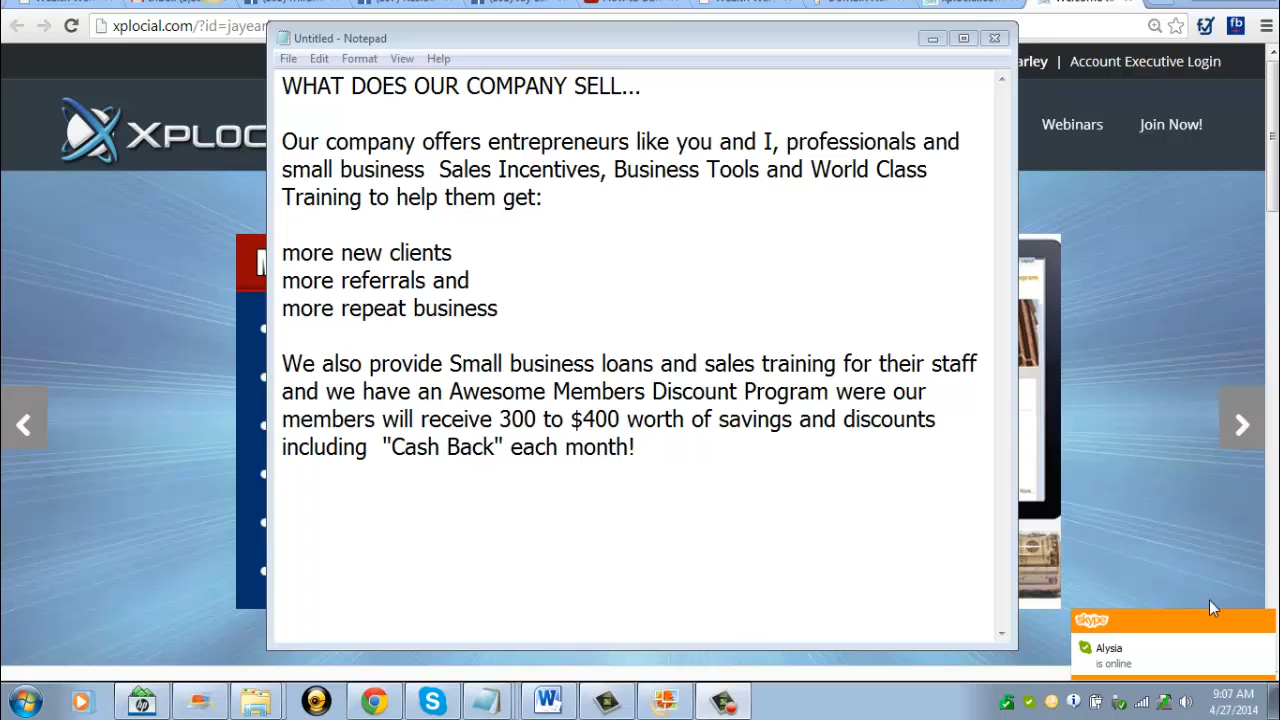 xplocial.com/?id=jayear
Untitled - Notepad
File Edit Format View Help
arley | Account Executive Login
XPLOCI
Webinars Join Now!
WHAT DOES OUR COMPANY SELL...
Our company offers entrepreneurs like you and I, professionals and
small business  Sales Incentives, Business Tools and World Class
Training to help them get:
more new clients
more referrals and
more repeat business
We also provide Small business loans and sales training for their staff
and we have an Awesome Members Discount Program were our
members will receive 300 to $400 worth of savings and discounts
including  "Cash Back" each month!
skype
Alysia
is online
9:07 AM
4/27/2014